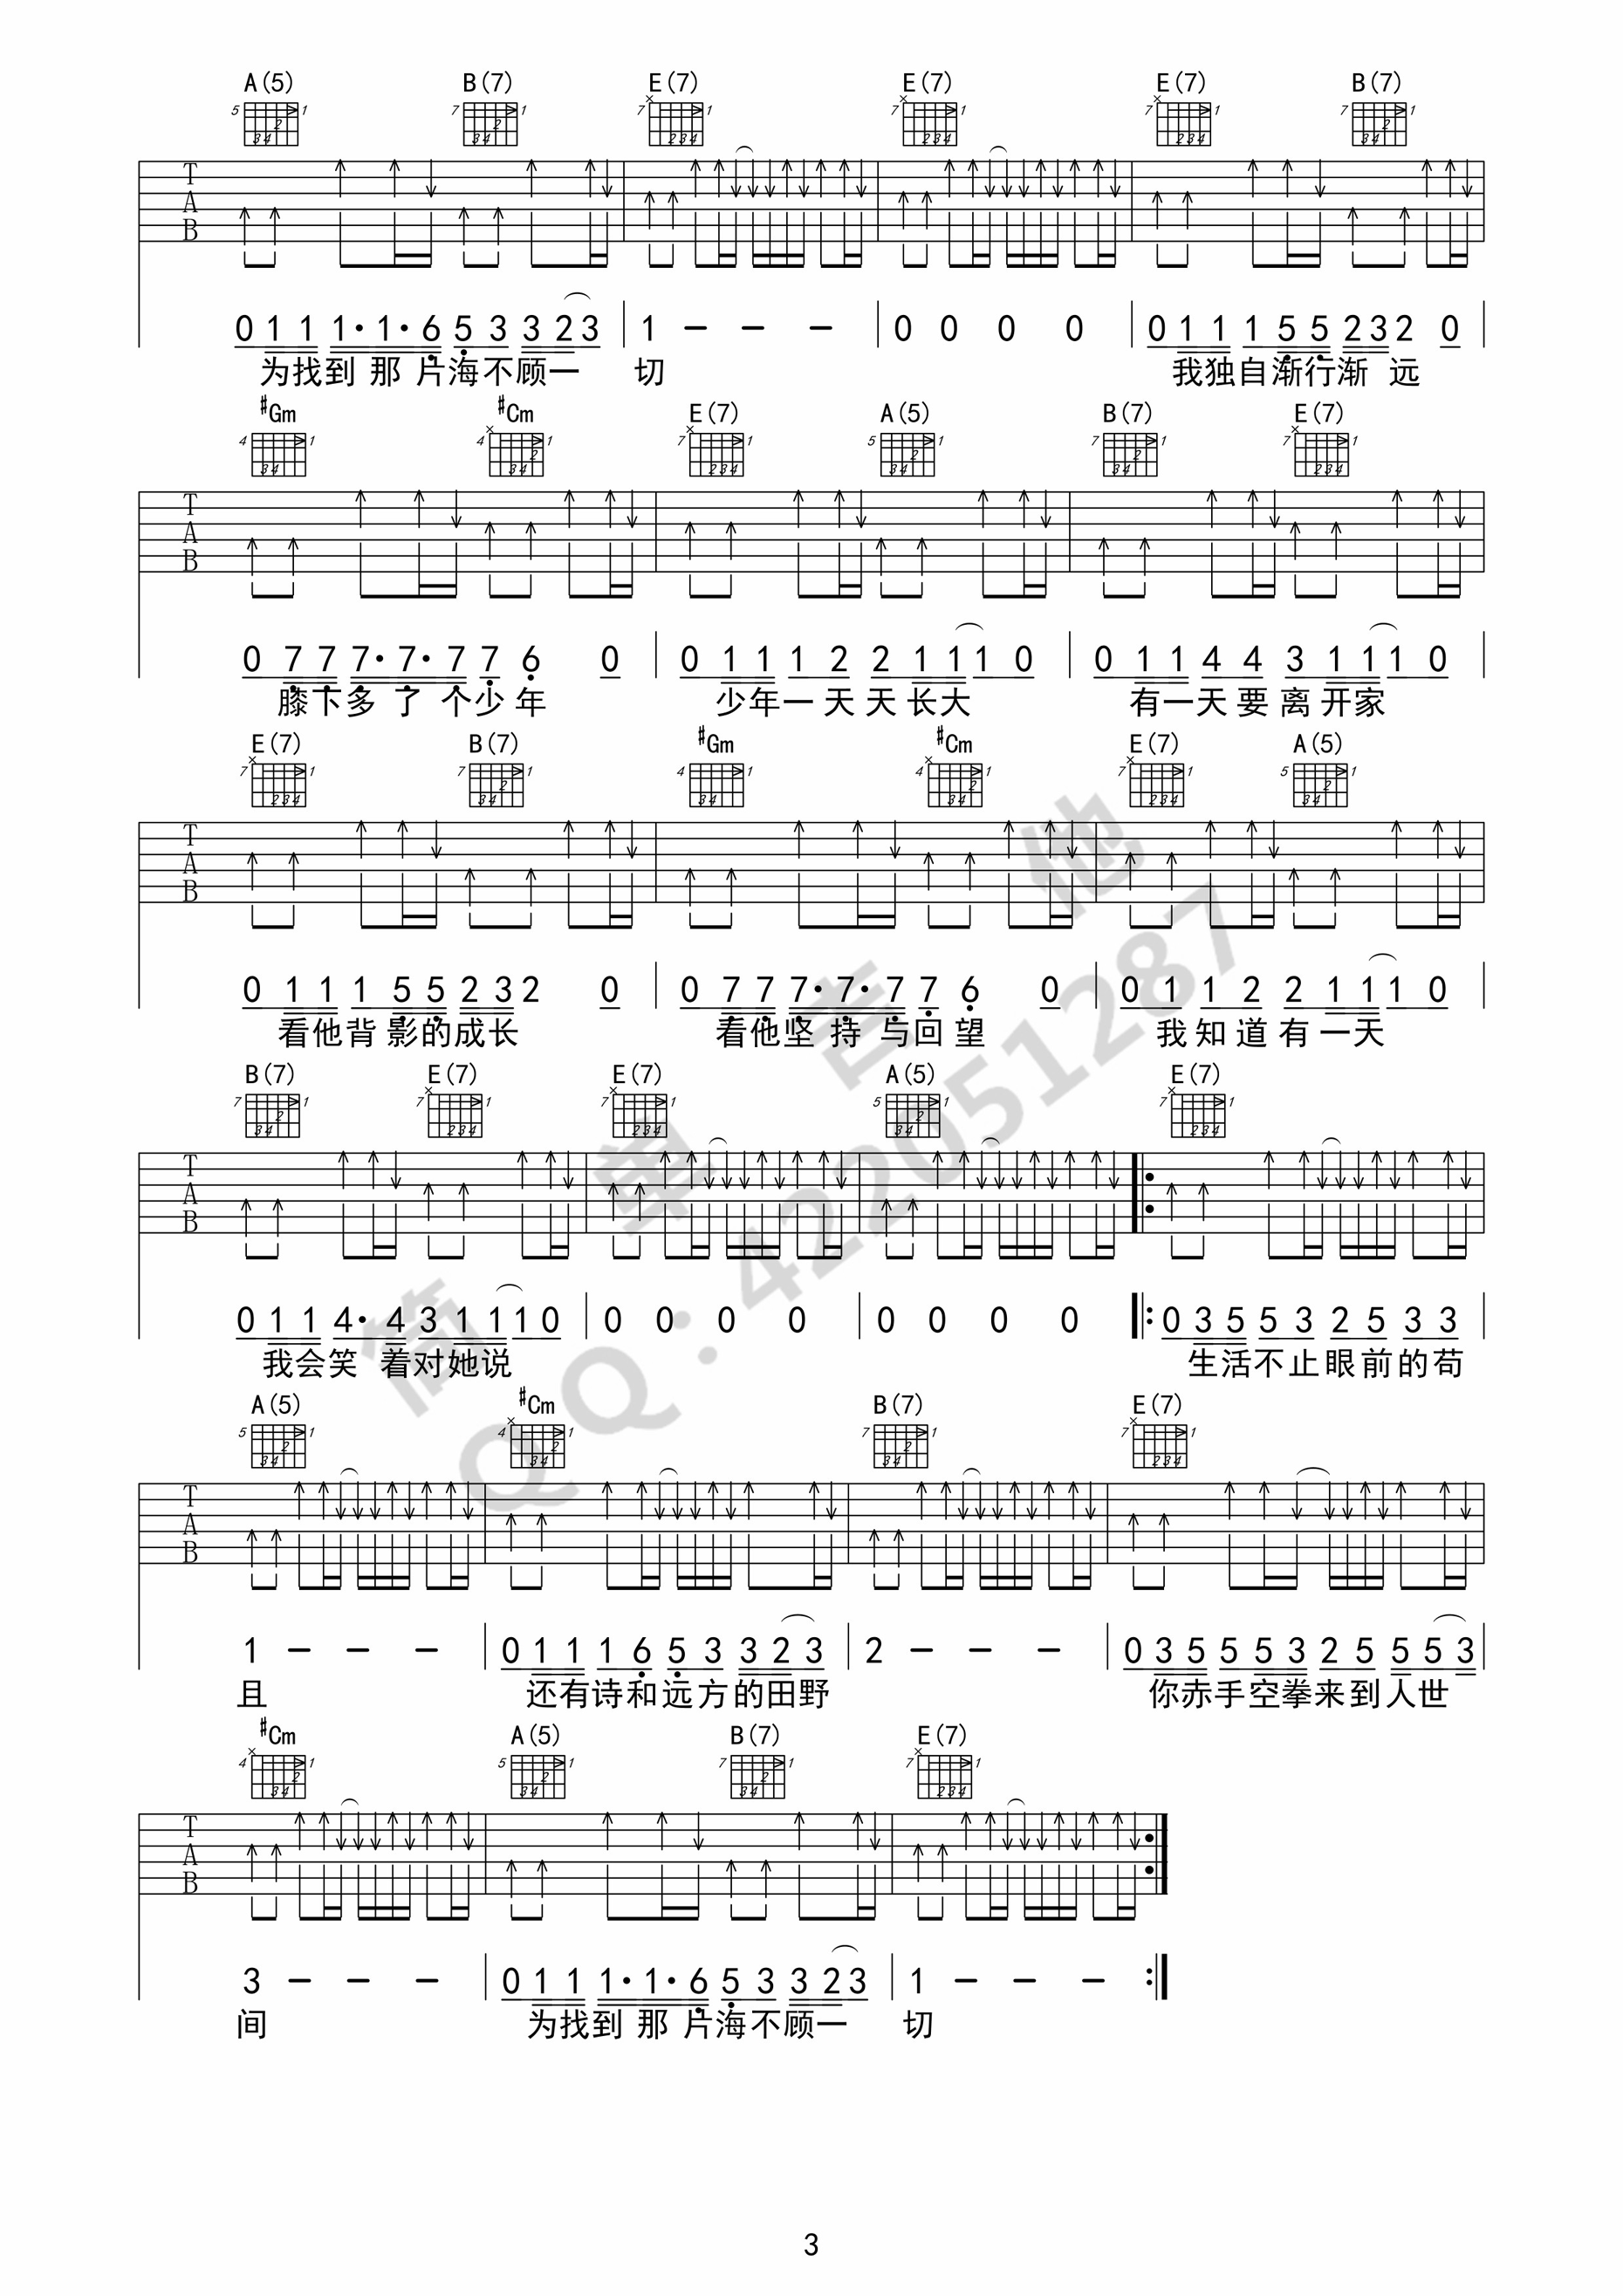 A(5) B(7) E(7) E(7) E(7) B(7)
T A B
0 1 1 1· 1· 6 5 3 3 2 3 | 1 – – – | 0 0 0 0 | 0 1 1 1 5 5 2 3 2 0
为找到 那 片海不顾一 切 我独自渐行渐 远
#Gm #Cm E(7) A(5) B(7) E(7)
T A B
0 7 7 7· 7· 7 7 6 0 | 0 1 1 1 2 2 1 1 1 0 | 0 1 1 4 4 3 1 1 1 0
膝下多 了 个少年 少年一天天长大 有一天要离开家
E(7) B(7) #Gm #Cm E(7) A(5)
T A B
0 1 1 1 5 5 2 3 2 0 | 0 7 7 7· 7· 7 7 6 0 | 0 1 1 2 2 1 1 1 0
看他背影的成长 看他坚 持 与回望 我知道有一天
B(7) E(7) E(7) A(5) E(7)
T A B
0 1 1 4· 4 3 1 1 1 0 | 0 0 0 0 | 0 0 0 0 |: 0 3 5 5 3 2 5 3 3
我会笑 着对她说 生活不止眼前的苟
A(5) #Cm B(7) E(7)
T A B
1 – – – | 0 1 1 1 6 5 3 3 2 3 | 2 – – – | 0 3 5 5 5 3 2 5 5 5 3
且 还有诗和远方的田野 你赤手空拳来到人世
#Cm A(5) B(7) E(7)
T A B
3 – – – | 0 1 1 1· 1· 6 5 3 3 2 3 | 1 – – – :|
间 为找到 那 片海不顾一 切
简单吉他
QQ:422051287
3